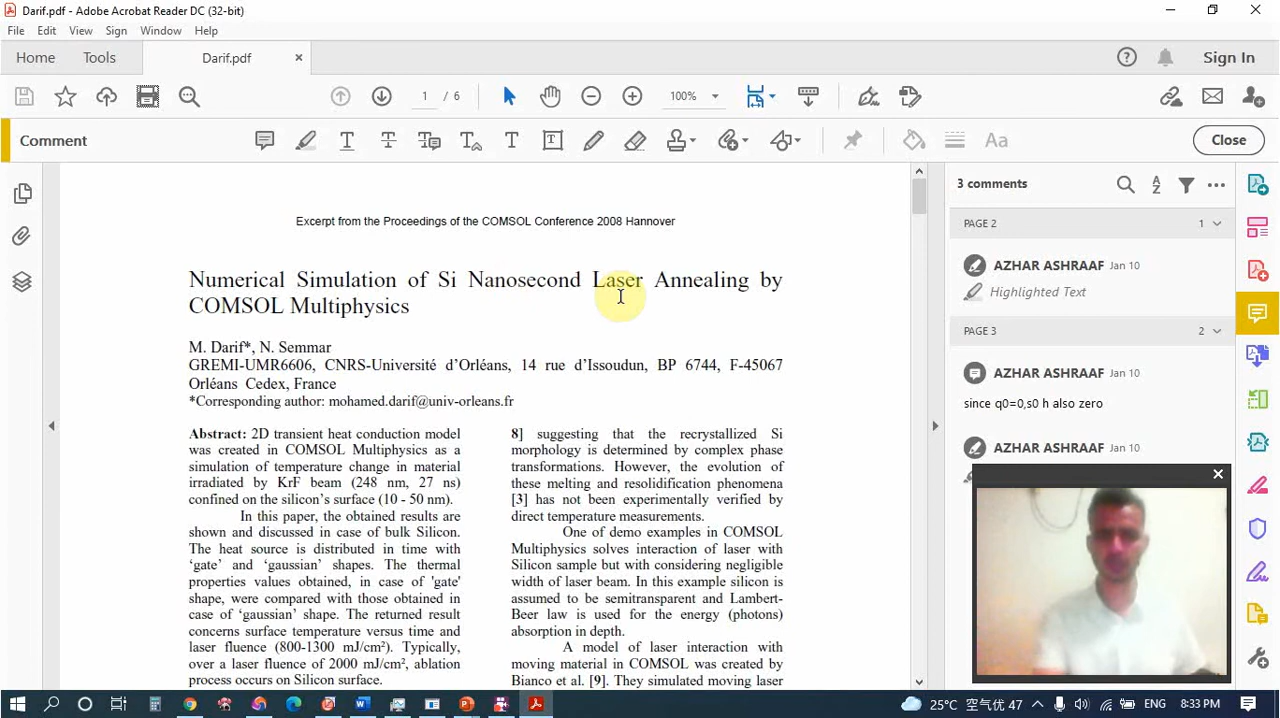 Darif.pdf - Adobe Acrobat Reader DC (32-bit)
File Edit View Sign Window Help
Home Tools Darif.pdf Sign In
1 / 6 100%
Comment Close
3 comments
PAGE 2 1
AZHAR ASHRAAF Jan 10
Highlighted Text
PAGE 3 2
AZHAR ASHRAAF Jan 10
since q0=0,s0 h also zero
AZHAR ASHRAAF Jan 10
Excerpt from the Proceedings of the COMSOL Conference 2008 Hannover
Numerical Simulation of Si Nanosecond Laser Annealing by
COMSOL Multiphysics
M. Darif*, N. Semmar
GREMI-UMR6606, CNRS-Université d'Orléans, 14 rue d'Issoudun, BP 6744, F-45067
Orléans Cedex, France
*Corresponding author: mohamed.darif@univ-orleans.fr
Abstract: 2D transient heat conduction model
was created in COMSOL Multiphysics as a
simulation of temperature change in material
irradiated by KrF beam (248 nm, 27 ns)
confined on the silicon's surface (10 - 50 nm).
In this paper, the obtained results are
shown and discussed in case of bulk Silicon.
The heat source is distributed in time with
'gate' and 'gaussian' shapes. The thermal
properties values obtained, in case of 'gate'
shape, were compared with those obtained in
case of 'gaussian' shape. The returned result
concerns surface temperature versus time and
laser fluence (800-1300 mJ/cm²). Typically,
over a laser fluence of 2000 mJ/cm², ablation
process occurs on Silicon surface.
8] suggesting that the recrystallized Si
morphology is determined by complex phase
transformations. However, the evolution of
these melting and resolidification phenomena
[3] has not been experimentally verified by
direct temperature measurements.
One of demo examples in COMSOL
Multiphysics solves interaction of laser with
Silicon sample but with considering negligible
width of laser beam. In this example silicon is
assumed to be semitransparent and Lambert-
Beer law is used for the energy (photons)
absorption in depth.
A model of laser interaction with
moving material in COMSOL was created by
Bianco et al. [9]. They simulated moving laser
25°C 空气优 47 ENG 8:33 PM